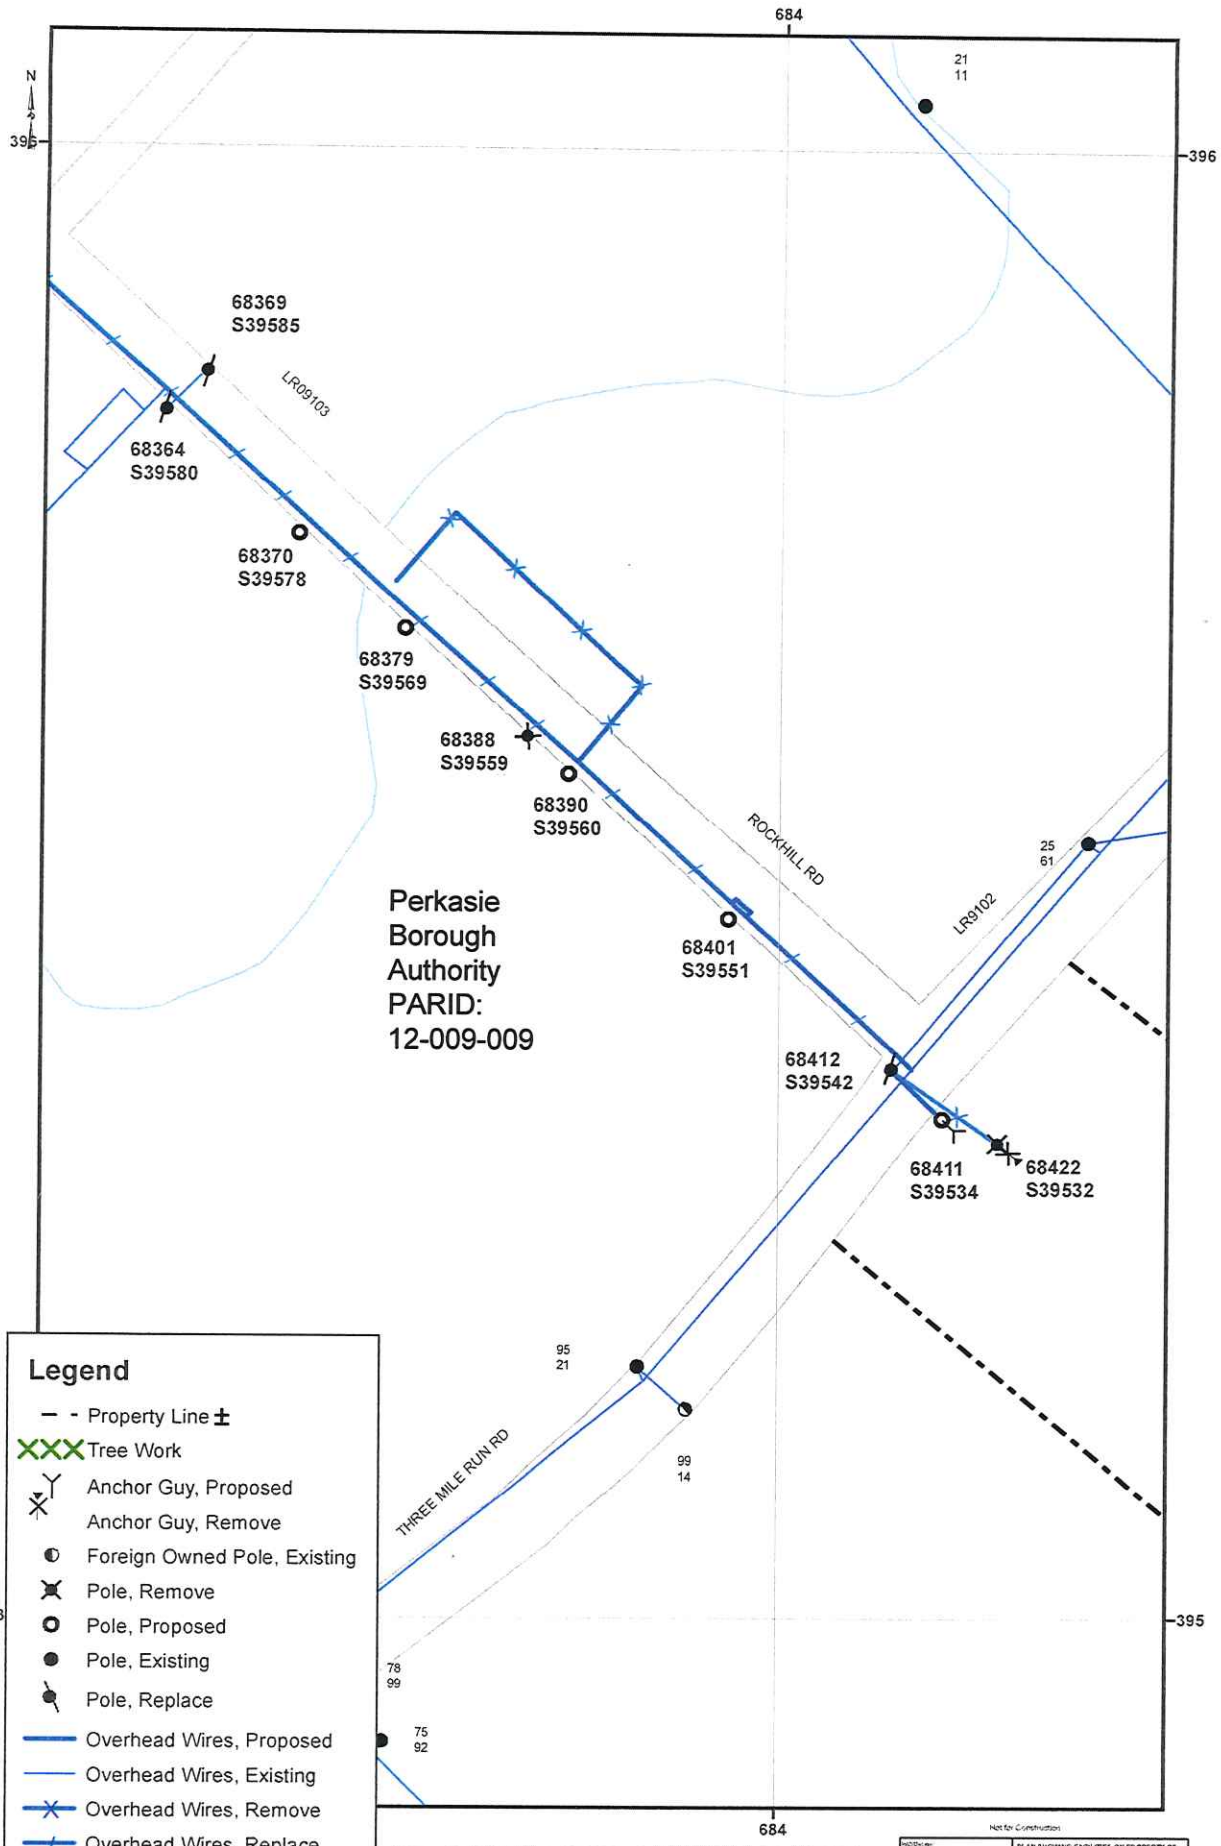 684
21
11
N
396
396
68369
S39585
LR09103
68364
S39580
68370
S39578
68379
S39569
68388
S39559
68390
S39560
ROCKHILL RD
25
61
LR9102
Perkasie
Borough
Authority
PARID:
12-009-009
68401
S39551
68412
S39542
68411
S39534
68422
S39532
95
21
99
14
THREE MILE RUN RD
Legend
Property Line ±
Tree Work
Anchor Guy, Proposed
Anchor Guy, Remove
Foreign Owned Pole, Existing
Pole, Remove
Pole, Proposed
Pole, Existing
Pole, Replace
Overhead Wires, Proposed
Overhead Wires, Existing
Overhead Wires, Remove
Overhead Wires, Replace
395
78
99
75
92
684
Not for Construction